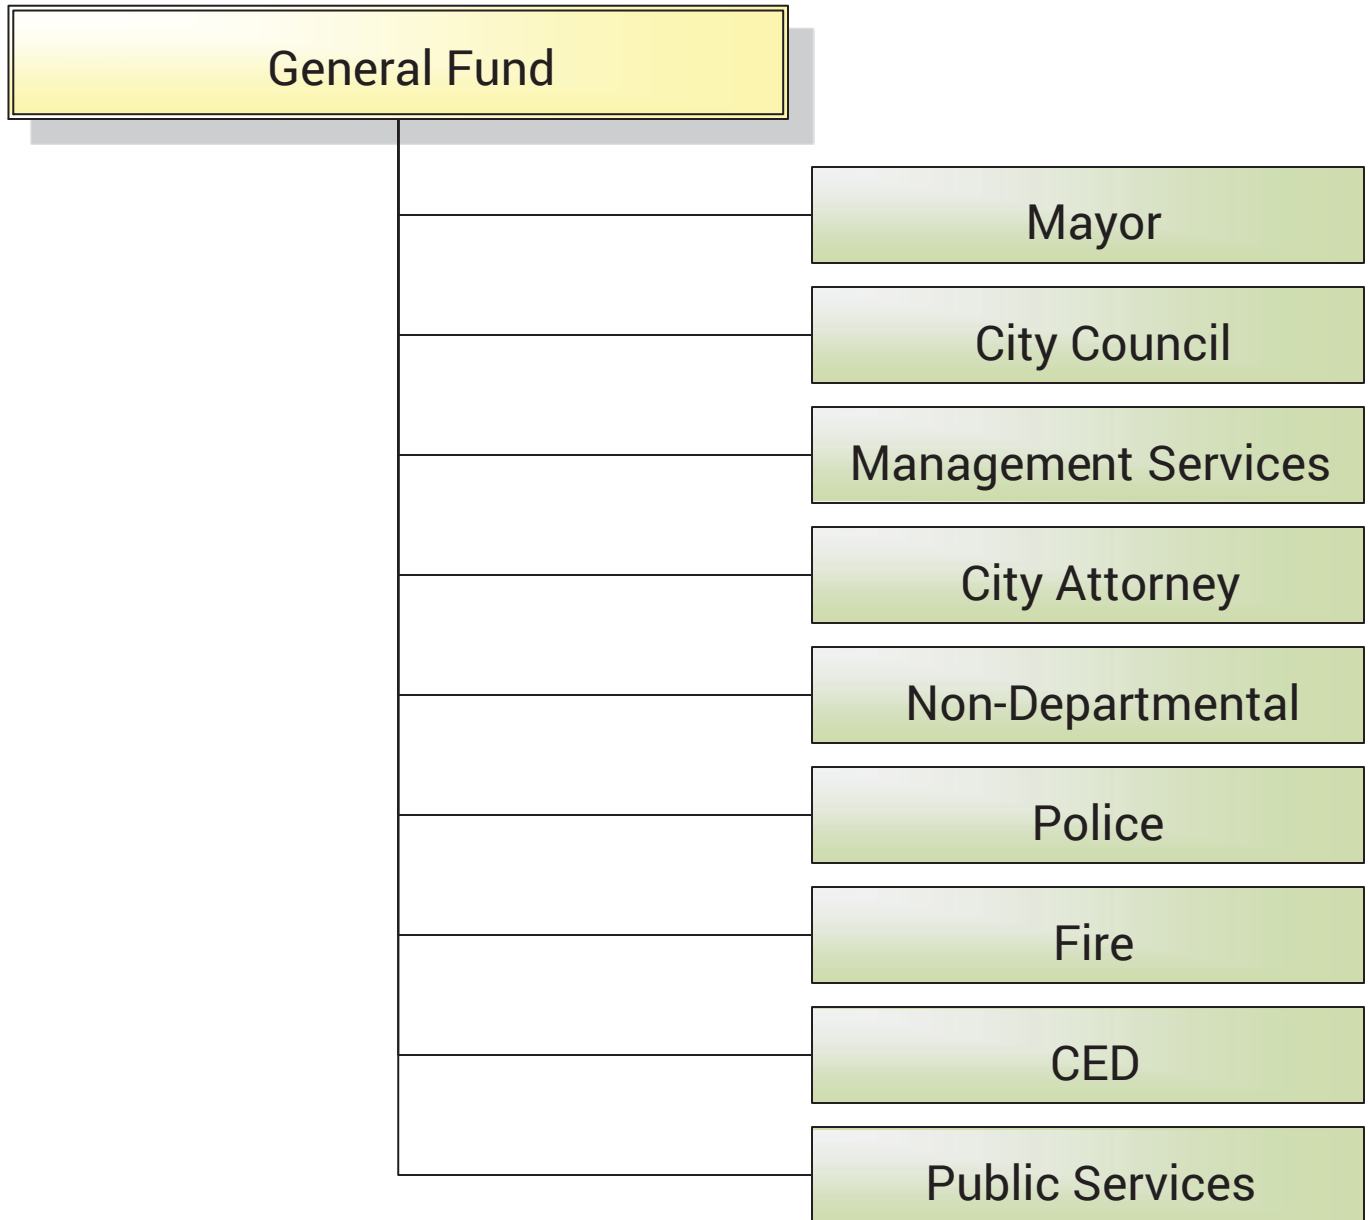 General Fund
Mayor
City Council
Management Services
City Attorney
Non-Departmental
Police
Fire
CED
Public Services